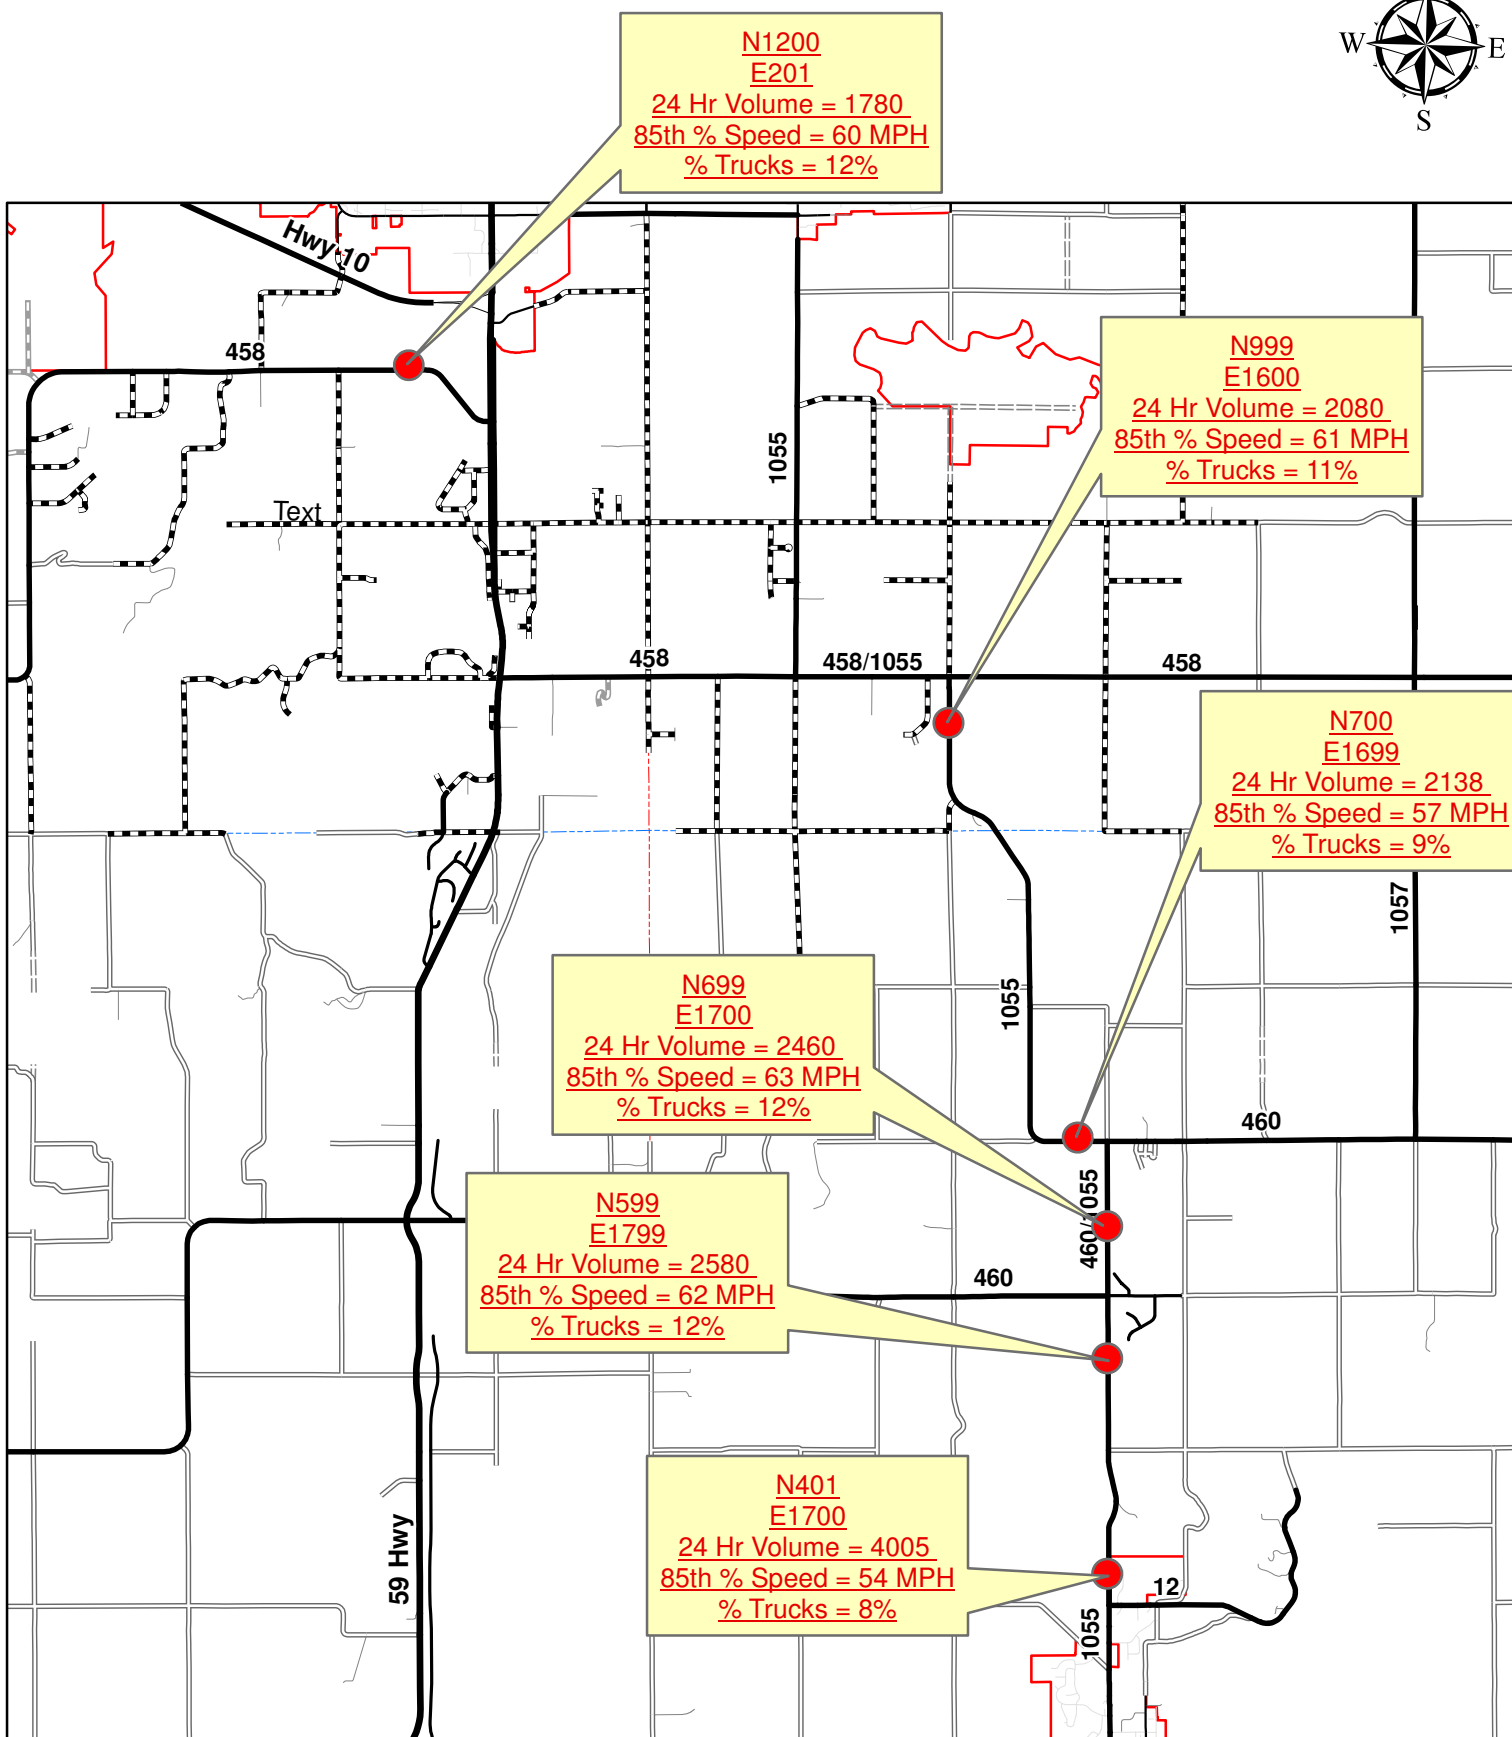 N1200
E201
24 Hr Volume = 1780
85th % Speed = 60 MPH
% Trucks = 12%
W
E
S
Hwy 10
458
N999
E1600
24 Hr Volume = 2080
85th % Speed = 61 MPH
% Trucks = 11%
1055
Text
458
458/1055
458
N700
E1699
24 Hr Volume = 2138
85th % Speed = 57 MPH
% Trucks = 9%
1057
N699
E1700
24 Hr Volume = 2460
85th % Speed = 63 MPH
% Trucks = 12%
1055
460
460/1055
N599
E1799
24 Hr Volume = 2580
85th % Speed = 62 MPH
% Trucks = 12%
460
N401
E1700
24 Hr Volume = 4005
85th % Speed = 54 MPH
% Trucks = 8%
59 Hwy
12
1055